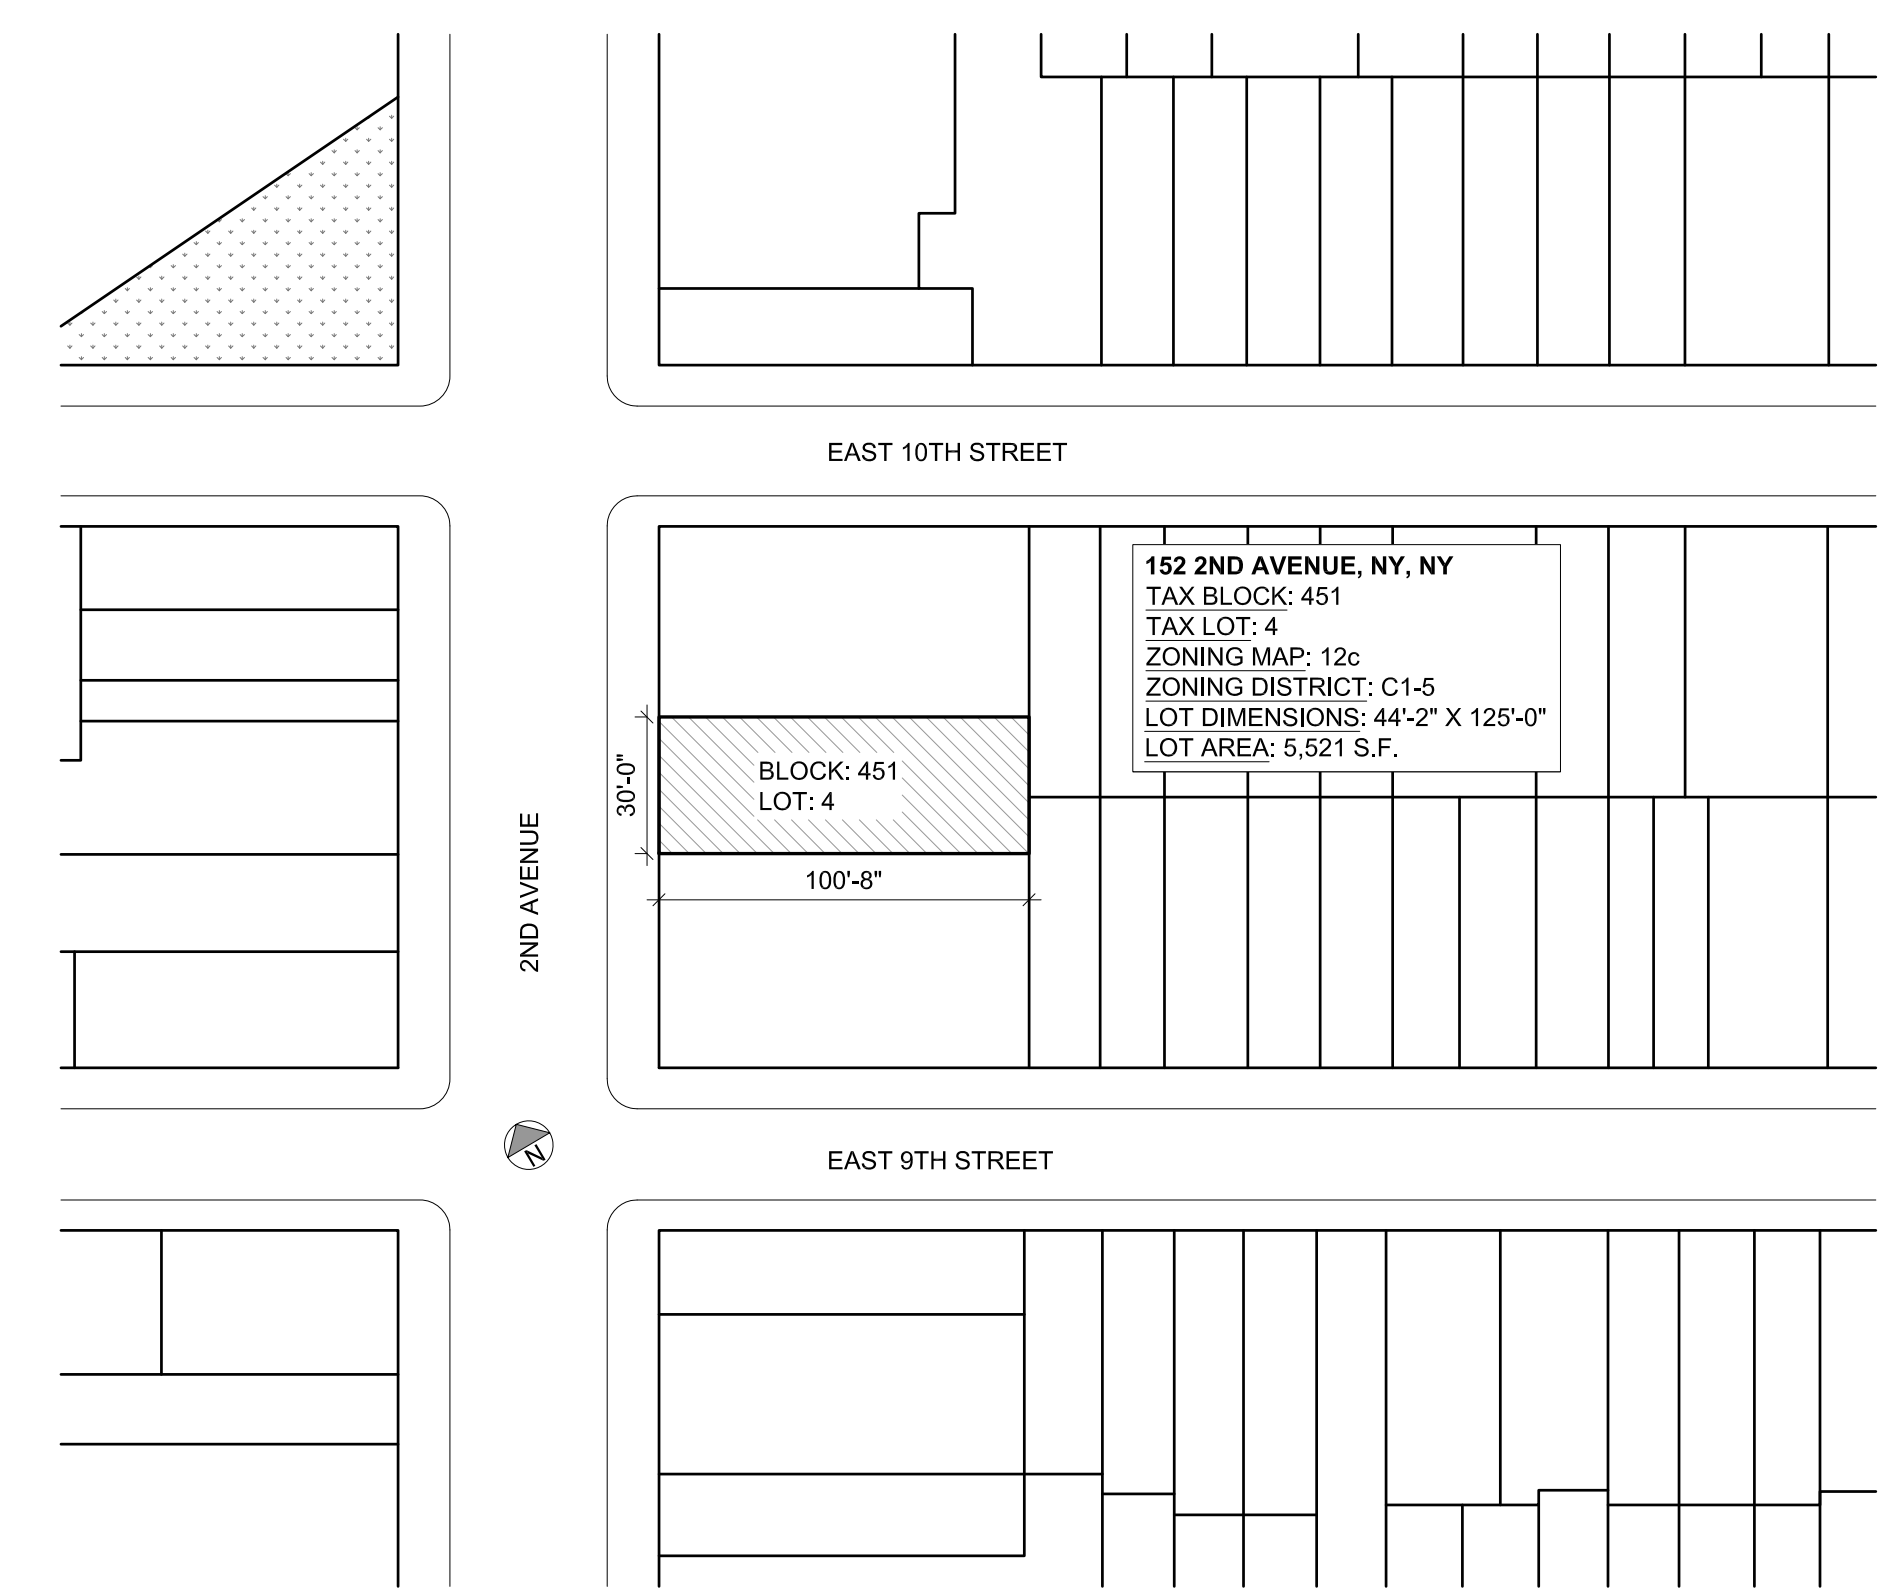 EAST 10TH STREET
152 2ND AVENUE, NY, NY
TAX BLOCK: 451
TAX LOT: 4
ZONING MAP: 12c
ZONING DISTRICT: C1-5
LOT DIMENSIONS: 44'-2" X 125'-0"
LOT AREA: 5,521 S.F.
30'-0"
BLOCK: 451
LOT: 4
100'-8"
2ND AVENUE
N
EAST 9TH STREET